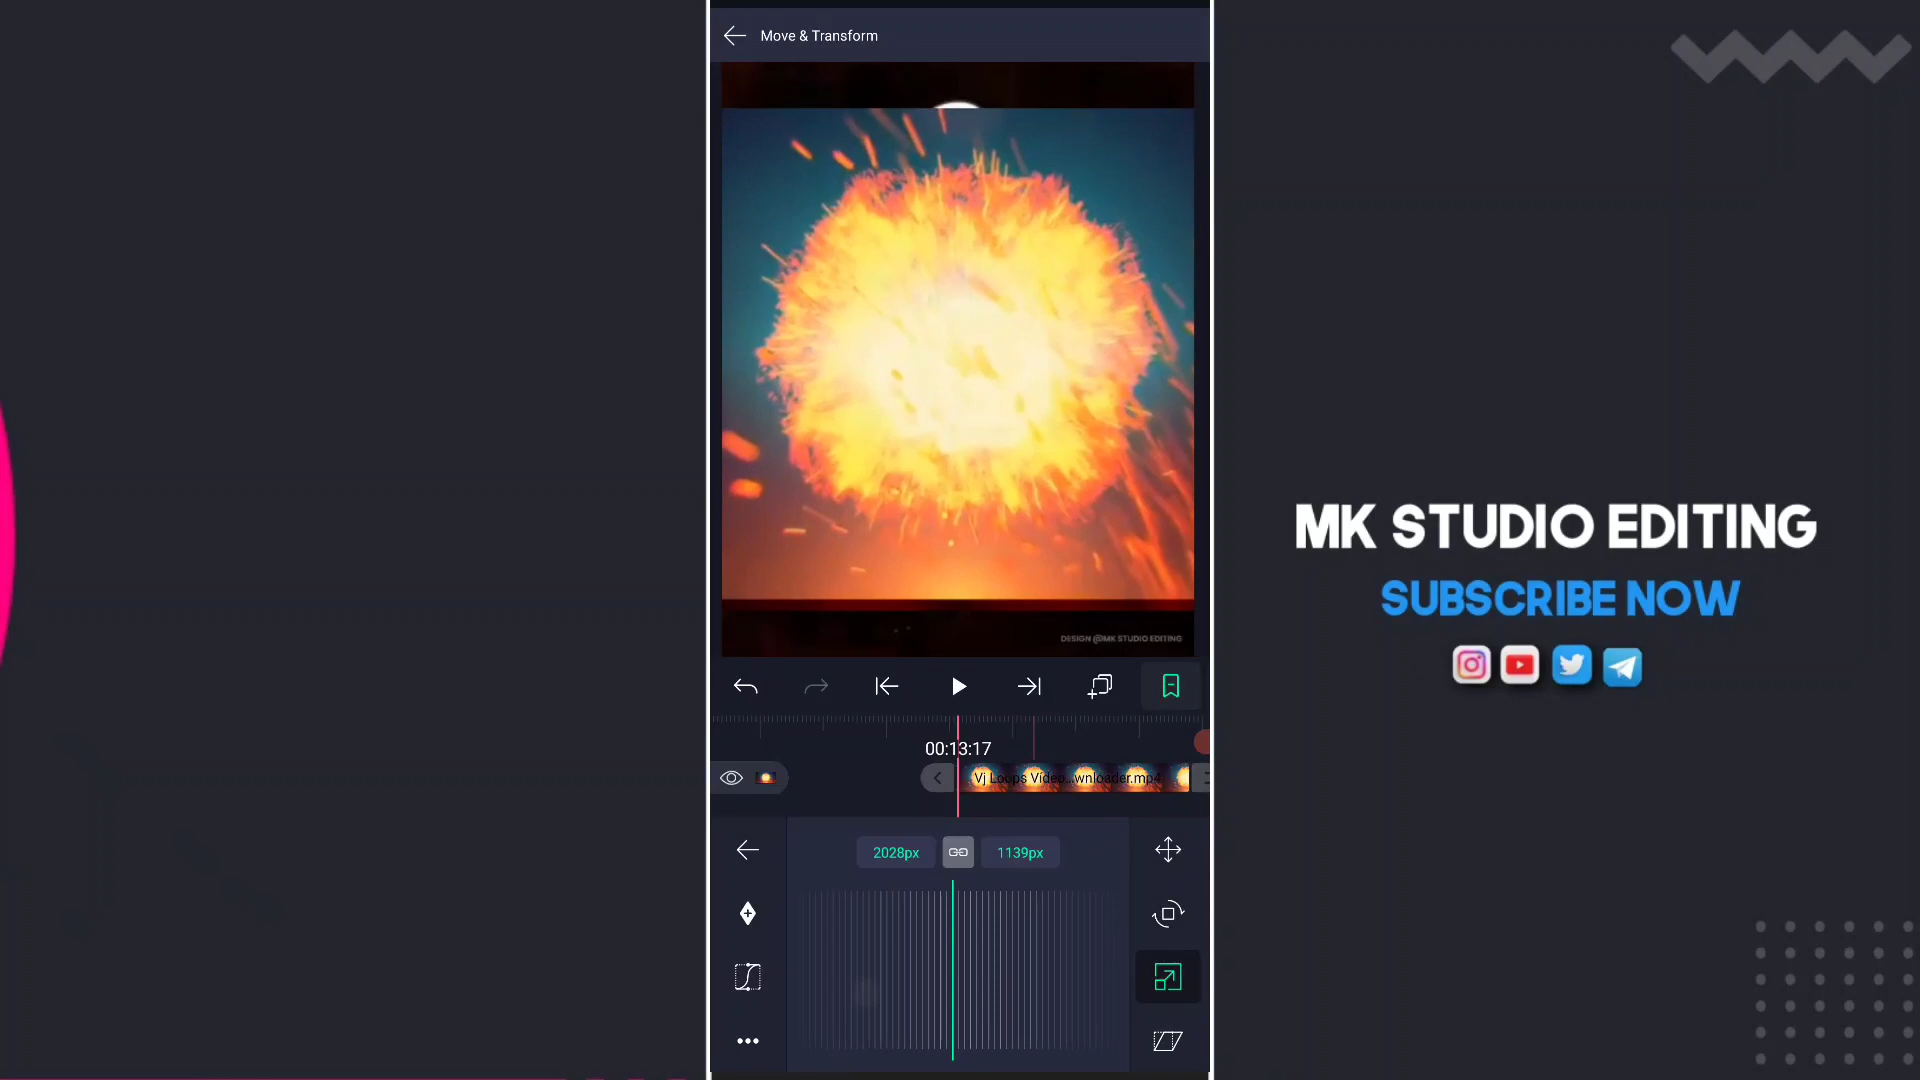 Move & Transform
DESIGN @MK STUDIO EDITING
00:13:17
Vj Loops Video...wnloader.mp4
2028px
1139px
MK STUDIO EDITING
SUBSCRIBE NOW